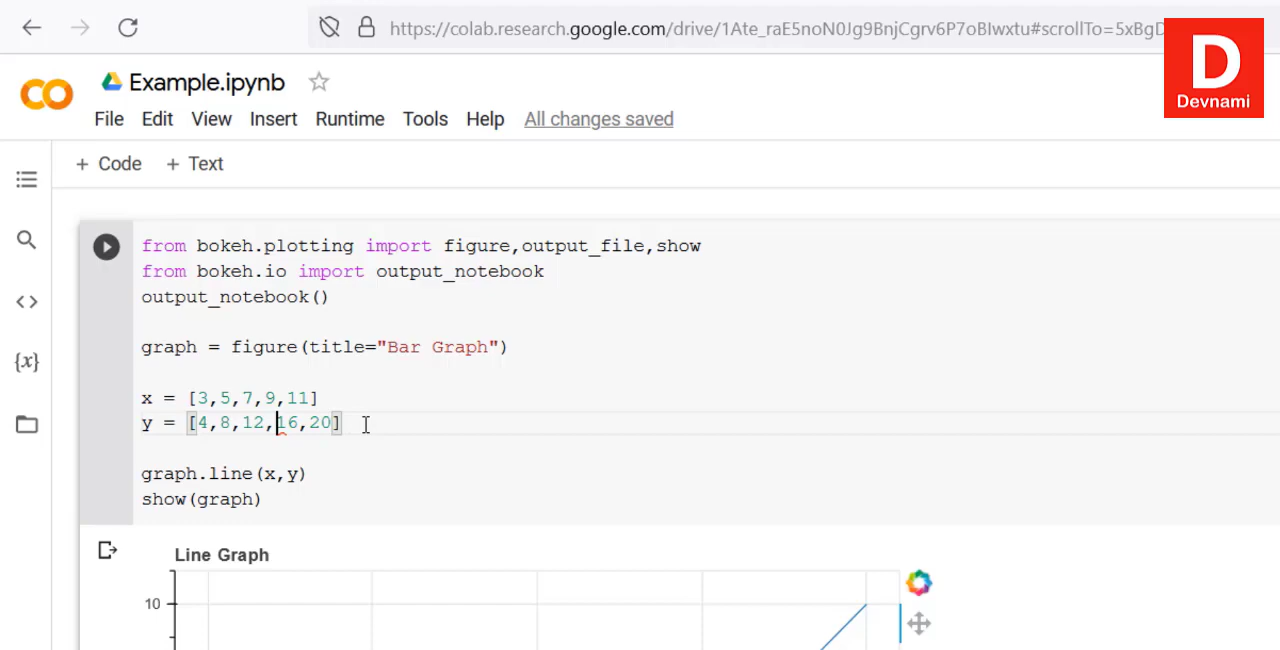 https://colab.research.google.com/drive/1Ate_raE5noN0Jg9BnjCgrv6P7oBIwxtu#scrollTo=5xBgD
D
Devnami
CO
Example.ipynb
File Edit View Insert Runtime Tools Help All changes saved
+ Code + Text
from bokeh.plotting import figure,output_file,show
from bokeh.io import output_notebook
output_notebook()
graph = figure(title="Bar Graph")
{x}
x = [3,5,7,9,11]
y = [4,8,12,16,20]
graph.line(x,y)
show(graph)
Line Graph
10